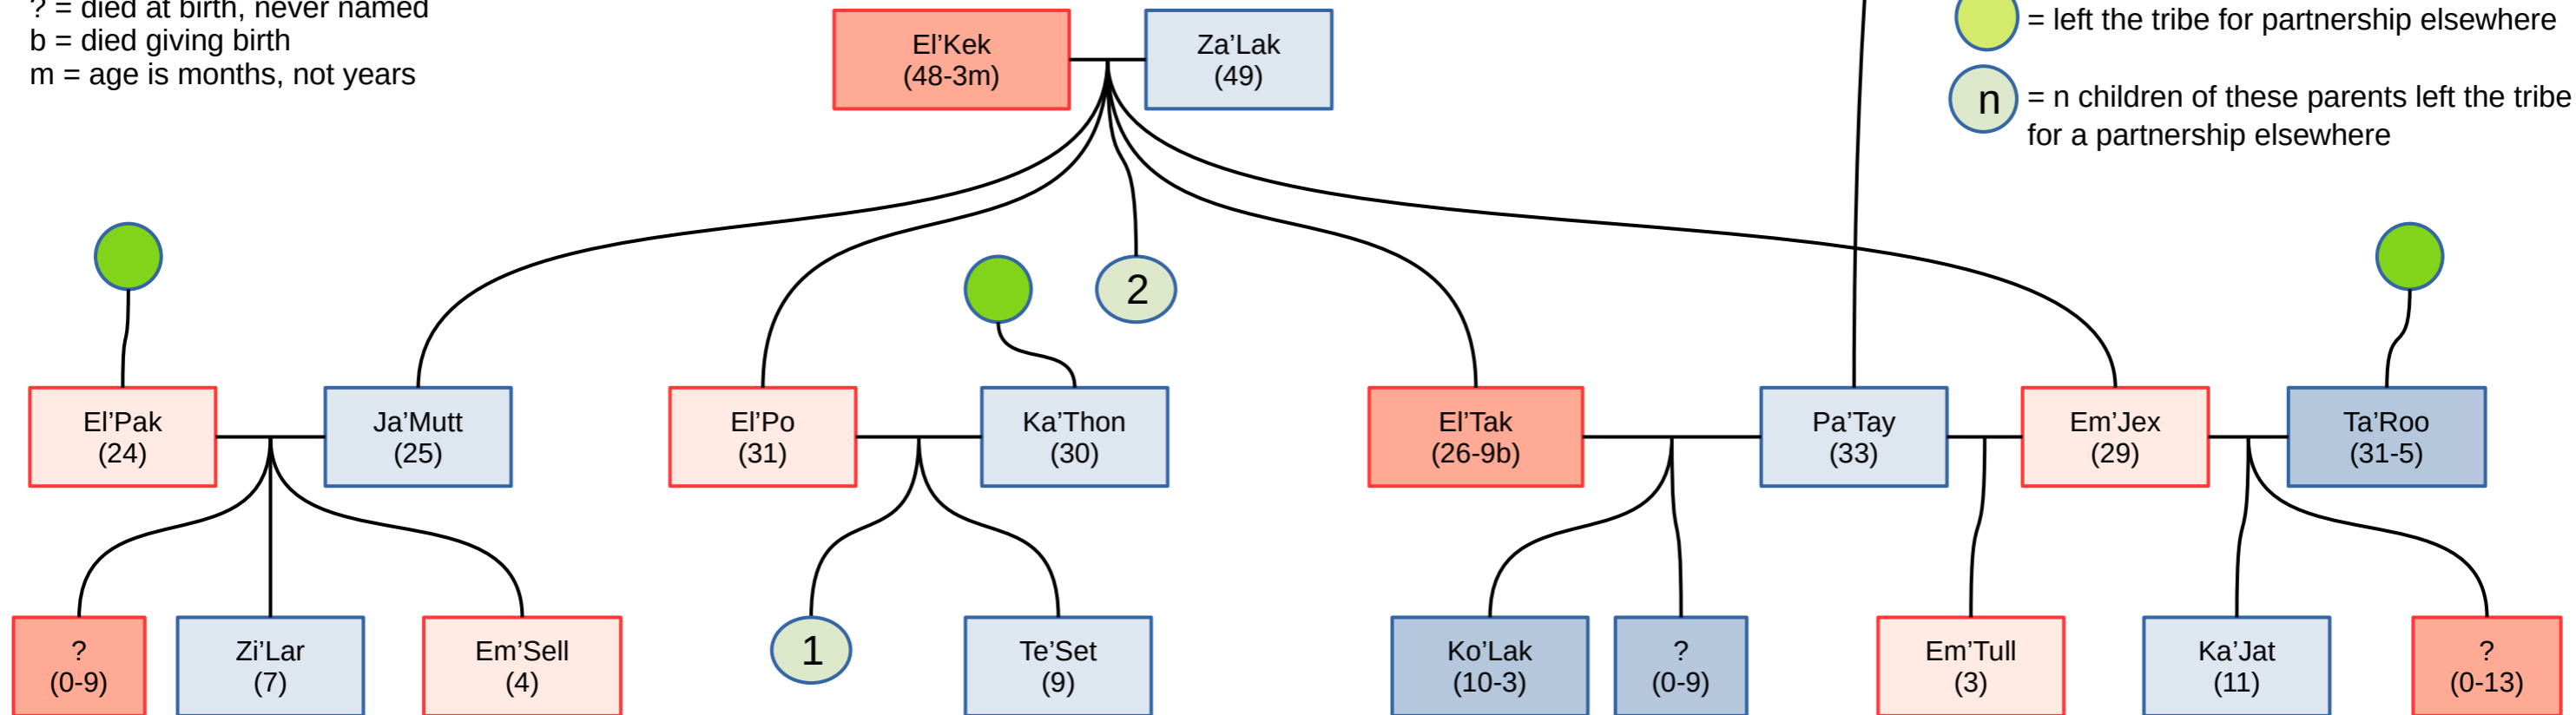 ? = died at birth, never named
b = died giving birth
m = age is months, not years
El’Kek
(48-3m)
Za’Lak
(49)
= left the tribe for partnership elsewhere
n
= n children of these parents left the tribe
for a partnership elsewhere
2
El’Pak
(24)
Ja’Mutt
(25)
El’Po
(31)
Ka’Thon
(30)
El’Tak
(26-9b)
Pa’Tay
(33)
Em’Jex
(29)
Ta’Roo
(31-5)
?
(0-9)
Zi’Lar
(7)
Em’Sell
(4)
1
Te’Set
(9)
Ko’Lak
(10-3)
?
(0-9)
Em’Tull
(3)
Ka’Jat
(11)
?
(0-13)